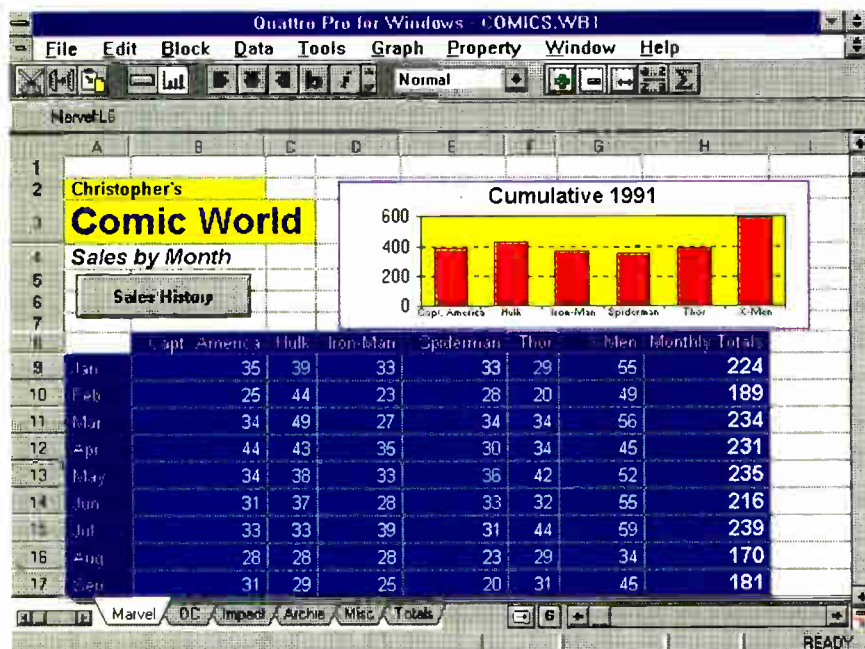 Quattro Pro for Windows - COMICS.WB1
File Edit Block Data Tools Graph Property Window Help
Normal
Marvel:L6
A B C D E F G H I
1
2 Christopher's
3 Comic World
4 Sales by Month
5
6 Sales History
7
Cumulative 1991
600
400
200
0
Capt. America Hulk Iron-Man Spiderman Thor X-Men
8 Capt. America Hulk Iron-Man Spiderman Thor Men Monthly Totals
9 Jan 35 39 33 33 29 55 224
10 Feb 25 44 23 28 20 49 189
11 Mar 34 49 27 34 34 56 234
12 Apr 44 43 35 30 34 45 231
13 May 34 38 33 36 42 52 235
14 Jun 31 37 28 33 32 55 216
15 Jul 33 33 39 31 44 59 239
16 Aug 28 28 28 23 29 34 170
17 Sep 31 29 25 20 31 45 181
Marvel DC Impact Archie Misc Totals
6
READY